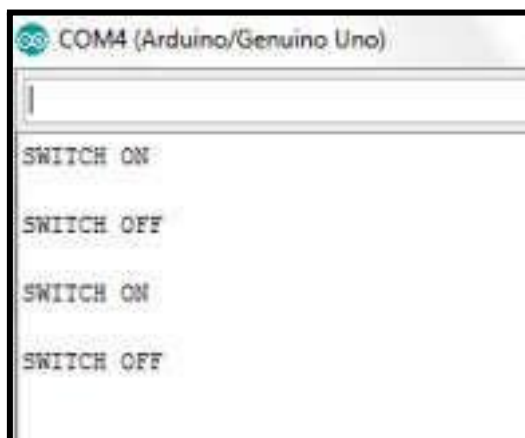 COM4 (Arduino/Genuino Uno)
SWITCH ON
SWITCH OFF
SWITCH ON
SWITCH OFF